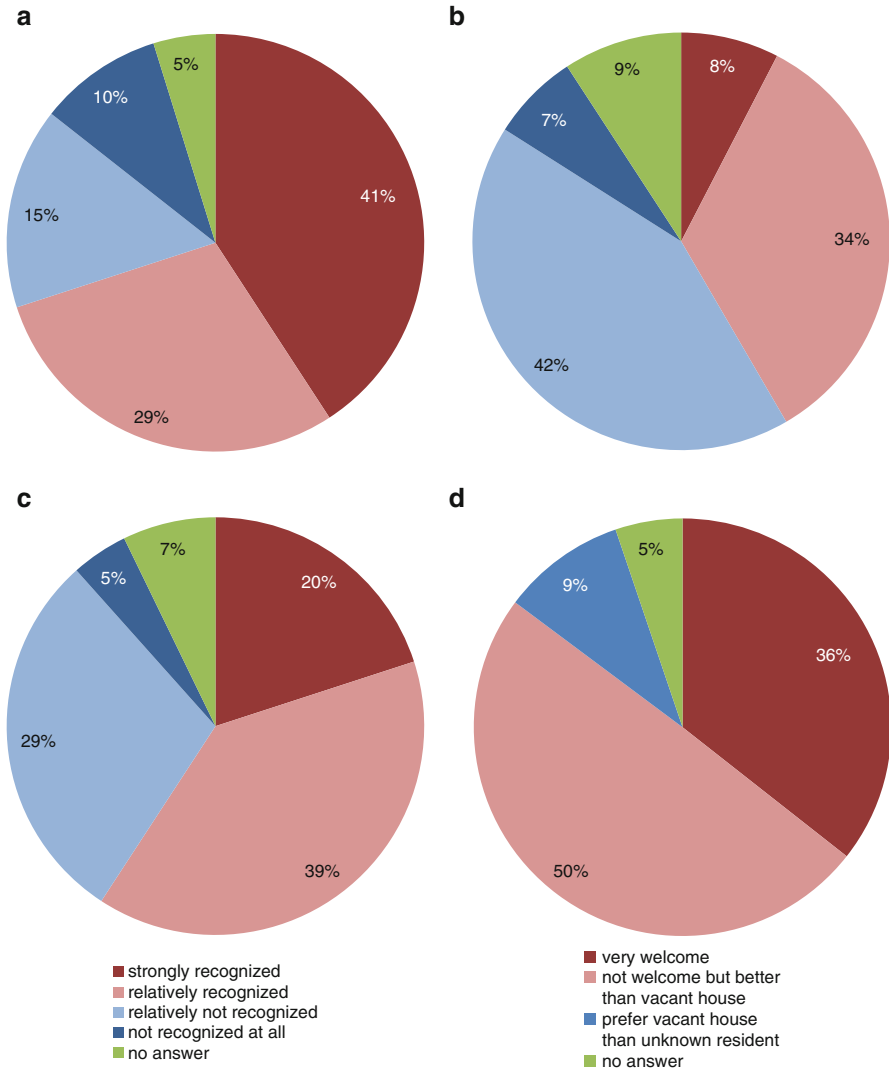 a
5%
10%
15%
41%
29%
b
9%
8%
7%
34%
42%
c
7%
5%
20%
29%
39%
d
5%
9%
36%
50%
strongly recognized
relatively recognized
relatively not recognized
not recognized at all
no answer
very welcome
not welcome but better
than vacant house
prefer vacant house
than unknown resident
no answer